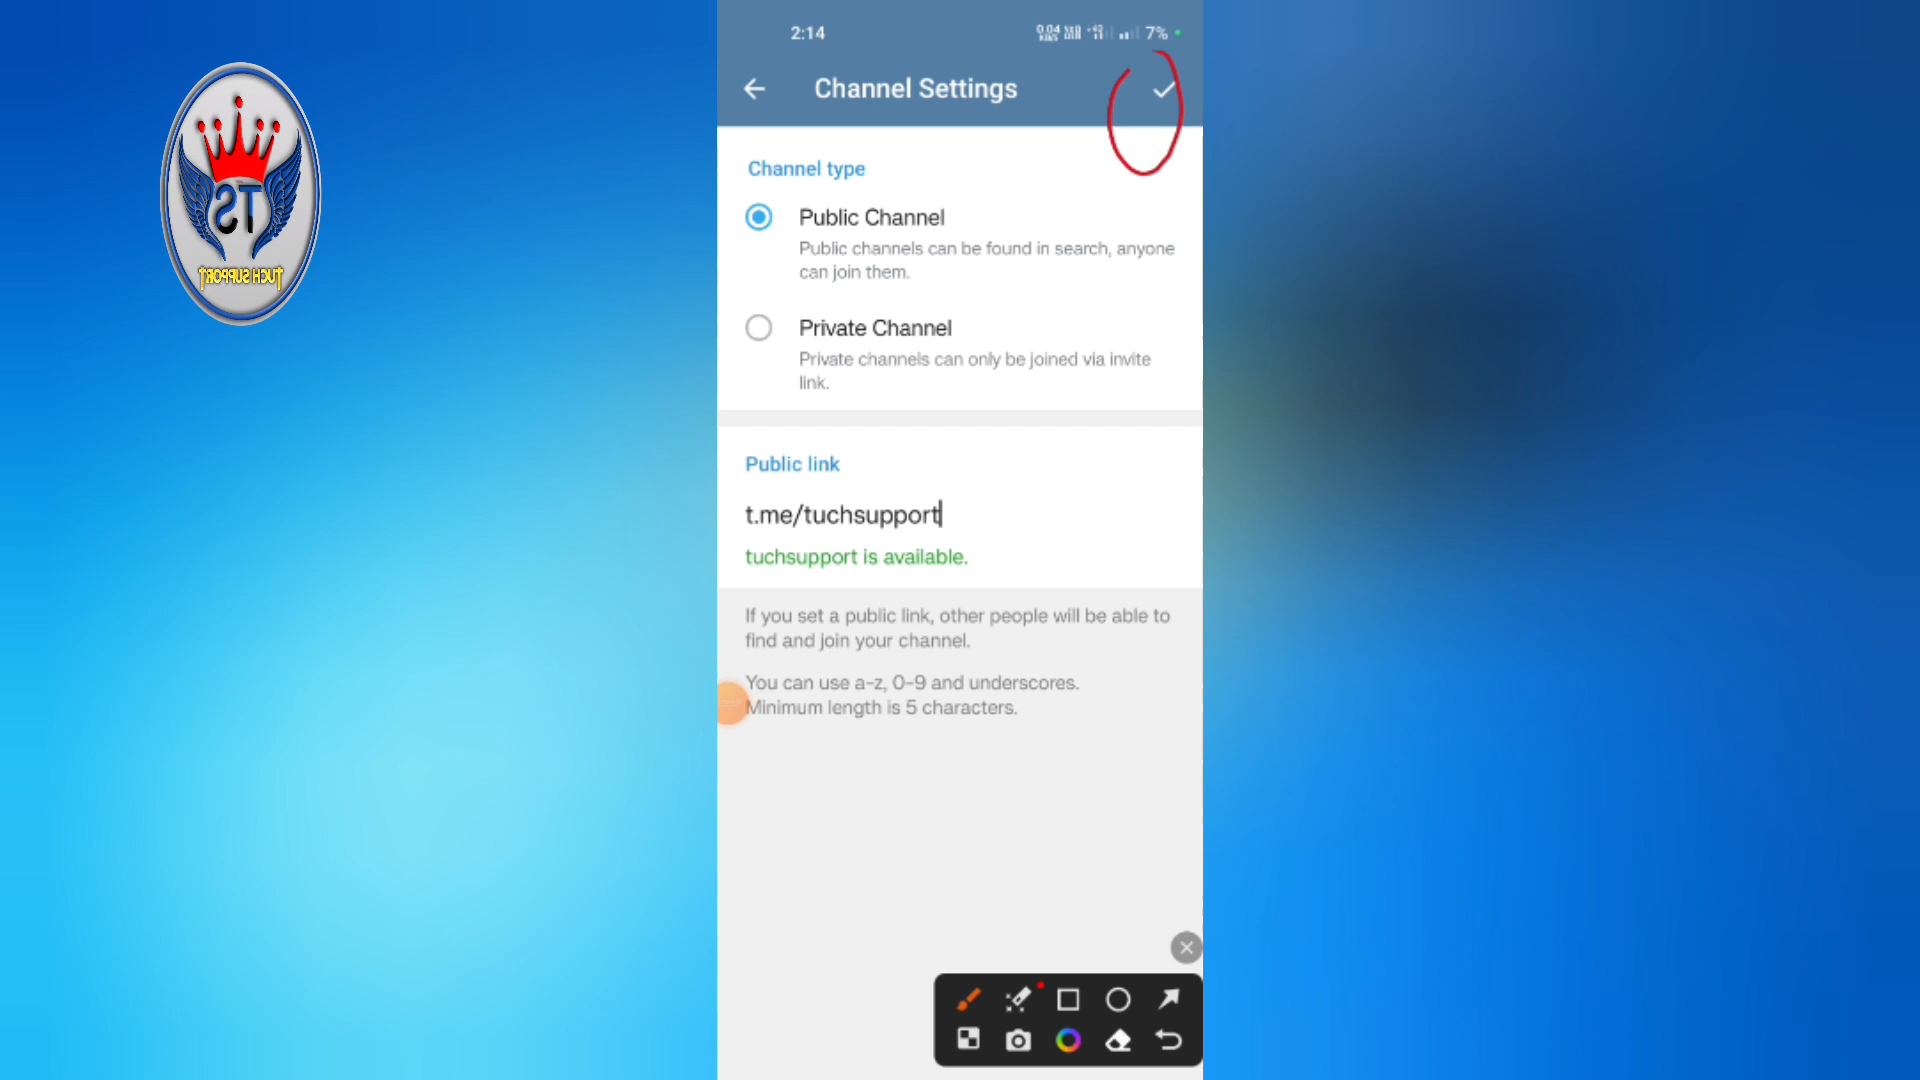 2:14
7%
Channel Settings
Channel type
Public Channel
Public channels can be found in search, anyone
can join them.
Private Channel
Private channels can only be joined via invite
link.
Public link
t.me/tuchsupport
tuchsupport is available.
If you set a public link, other people will be able to
find and join your channel.
You can use a-z, 0-9 and underscores.
Minimum length is 5 characters.
TS
TUCH SUPPORT